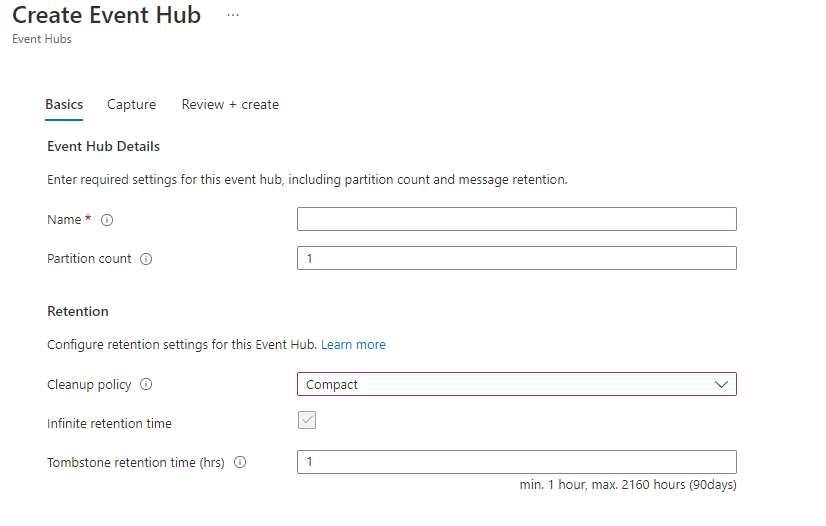 Create Event Hub ...
Event Hubs
Basics Capture Review + create
Event Hub Details
Enter required settings for this event hub, including partition count and message retention.
Name *
Partition count 1
Retention
Configure retention settings for this Event Hub. Learn more
Cleanup policy Compact
Infinite retention time
Tombstone retention time (hrs) 1
min. 1 hour, max. 2160 hours (90days)